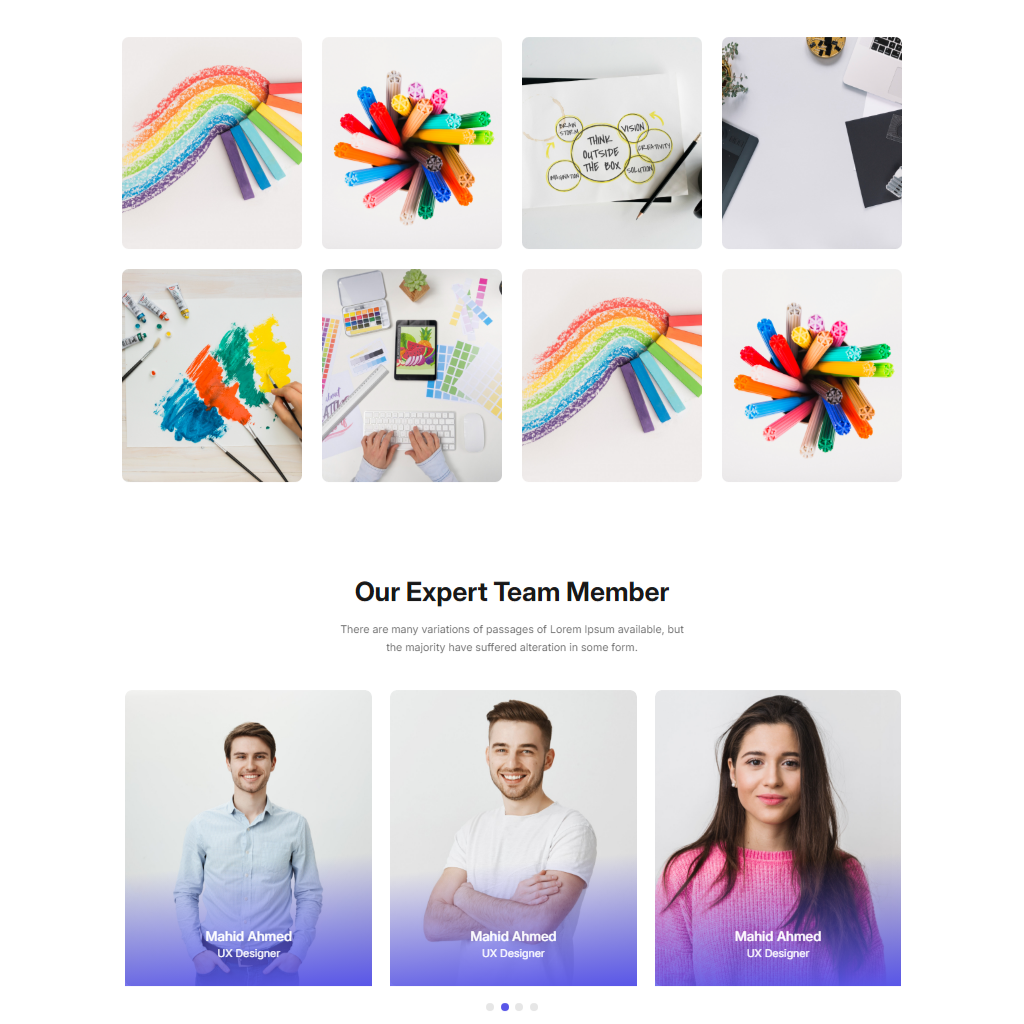 DRAW
STORM
VISION
THINK
OUTSIDE
THE BOX
CREATIVITY
IMAGINATION
SOLUTION
Our Expert Team Member
There are many variations of passages of Lorem Ipsum available, but
the majority have suffered alteration in some form.
Mahid Ahmed
UX Designer
Mahid Ahmed
UX Designer
Mahid Ahmed
UX Designer